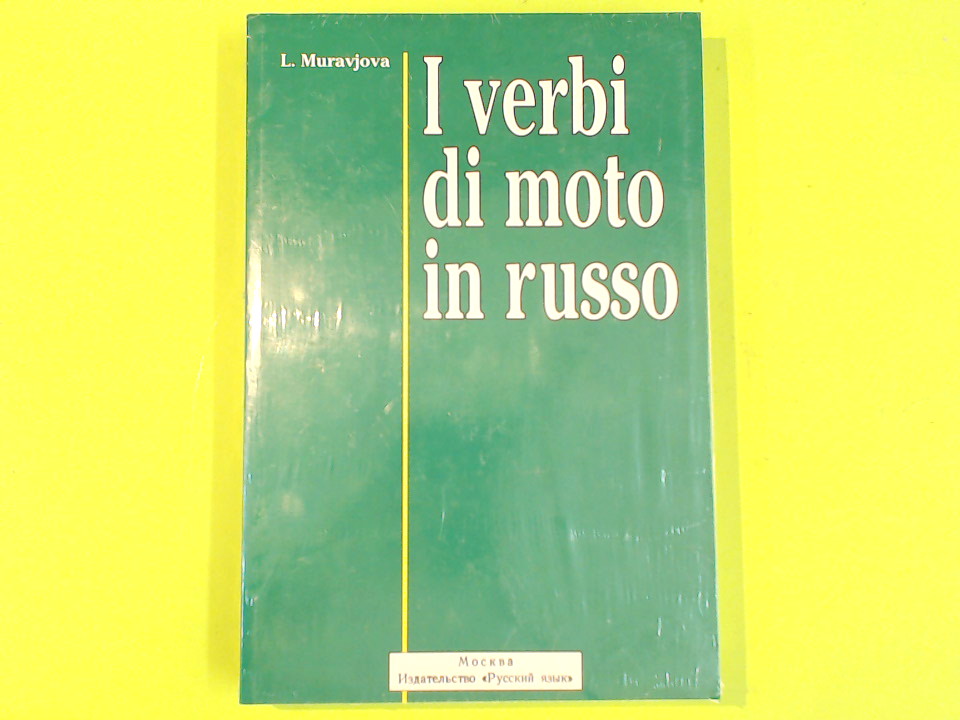 L. Muravjova
I verbi
di moto
in russo
Москва
Издательство «Русский язык»